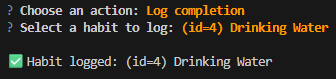 ? Choose an action: Log completion
? Select a habit to log: (id=4) Drinking Water
✅ Habit logged: (id=4) Drinking Water